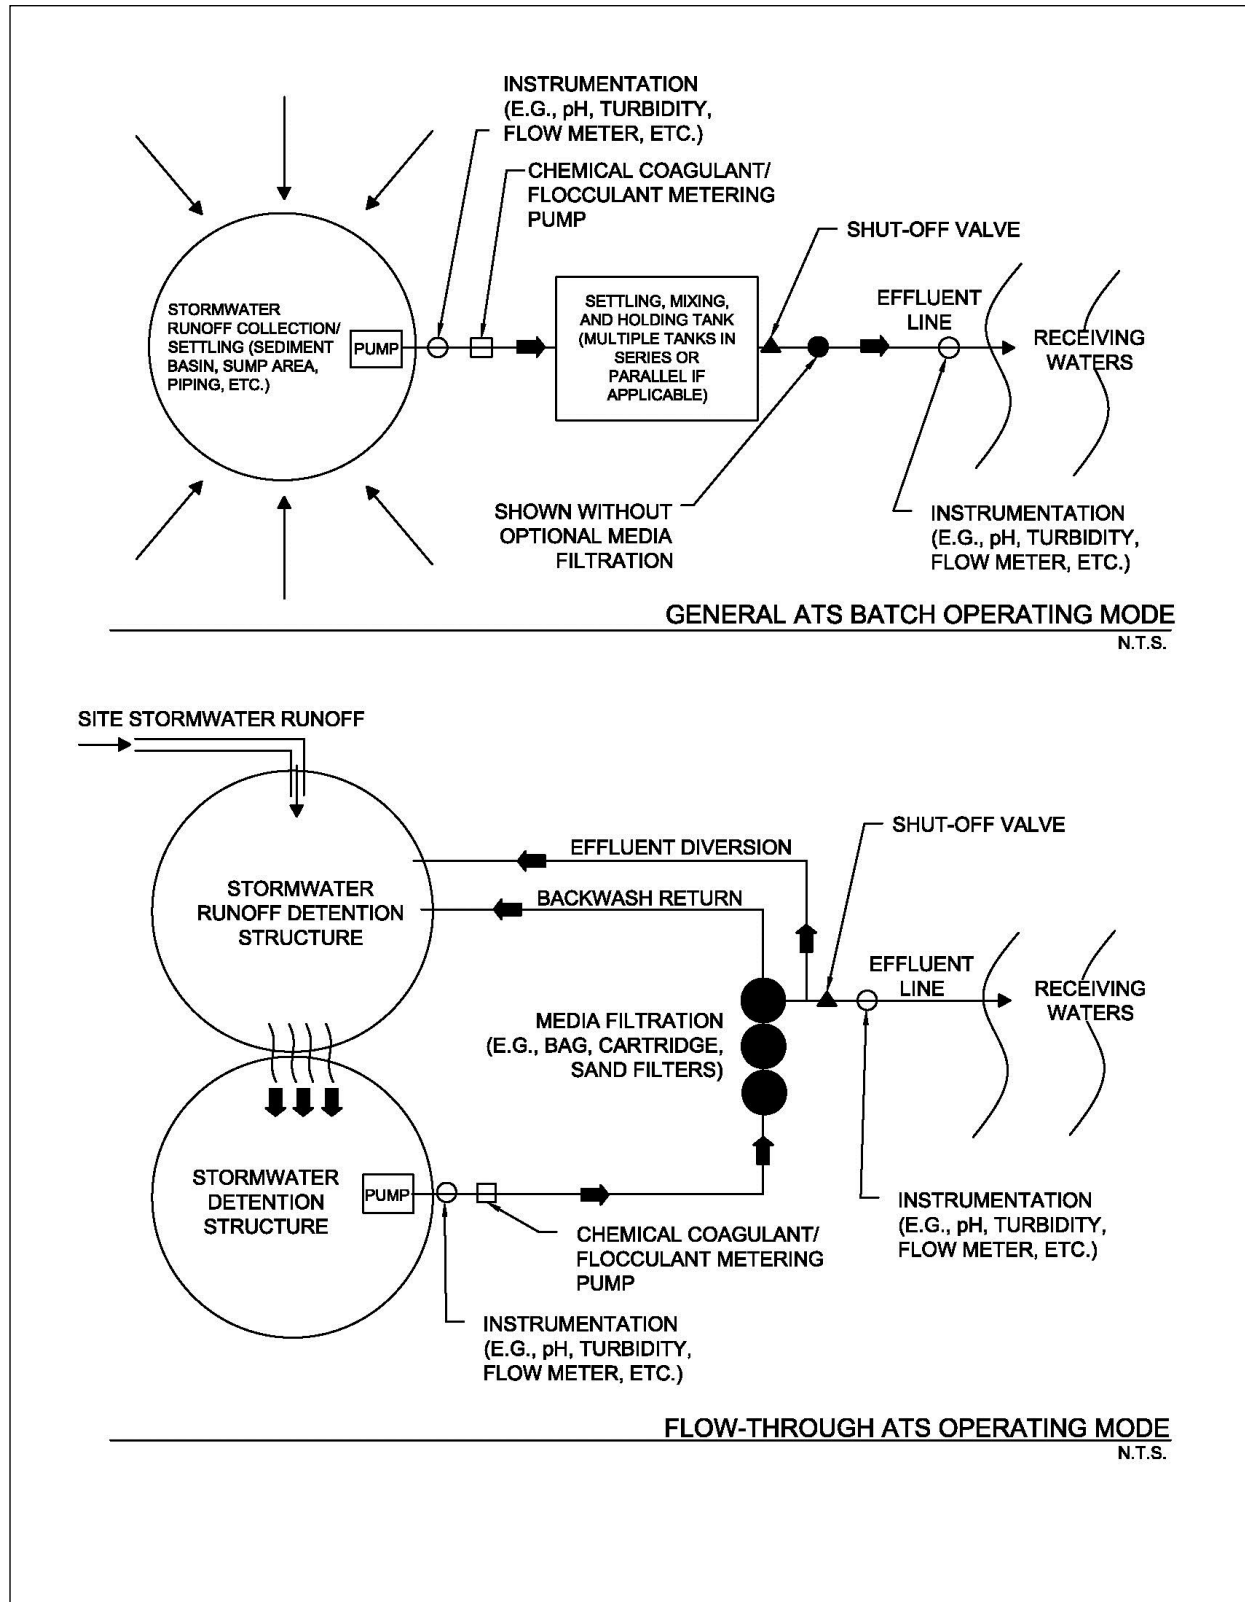 INSTRUMENTATION
(E.G., pH, TURBIDITY,
FLOW METER, ETC.)
CHEMICAL COAGULANT/
FLOCCULANT METERING
PUMP
SHUT-OFF VALVE
STORMWATER
RUNOFF COLLECTION/
SETTLING (SEDIMENT
BASIN, SUMP AREA,
PIPING, ETC.)
PUMP
SETTLING, MIXING,
AND HOLDING TANK
(MULTIPLE TANKS IN
SERIES OR
PARALLEL IF
APPLICABLE)
EFFLUENT
LINE
RECEIVING
WATERS
SHOWN WITHOUT
OPTIONAL MEDIA
FILTRATION
INSTRUMENTATION
(E.G., pH, TURBIDITY,
FLOW METER, ETC.)
GENERAL ATS BATCH OPERATING MODE
N.T.S.
SITE STORMWATER RUNOFF
SHUT-OFF VALVE
EFFLUENT DIVERSION
BACKWASH RETURN
STORMWATER
RUNOFF DETENTION
STRUCTURE
EFFLUENT
LINE
RECEIVING
WATERS
MEDIA FILTRATION
(E.G., BAG, CARTRIDGE,
SAND FILTERS)
STORMWATER
DETENTION
STRUCTURE
PUMP
CHEMICAL COAGULANT/
FLOCCULANT METERING
PUMP
INSTRUMENTATION
(E.G., pH, TURBIDITY,
FLOW METER, ETC.)
INSTRUMENTATION
(E.G., pH, TURBIDITY,
FLOW METER, ETC.)
FLOW-THROUGH ATS OPERATING MODE
N.T.S.